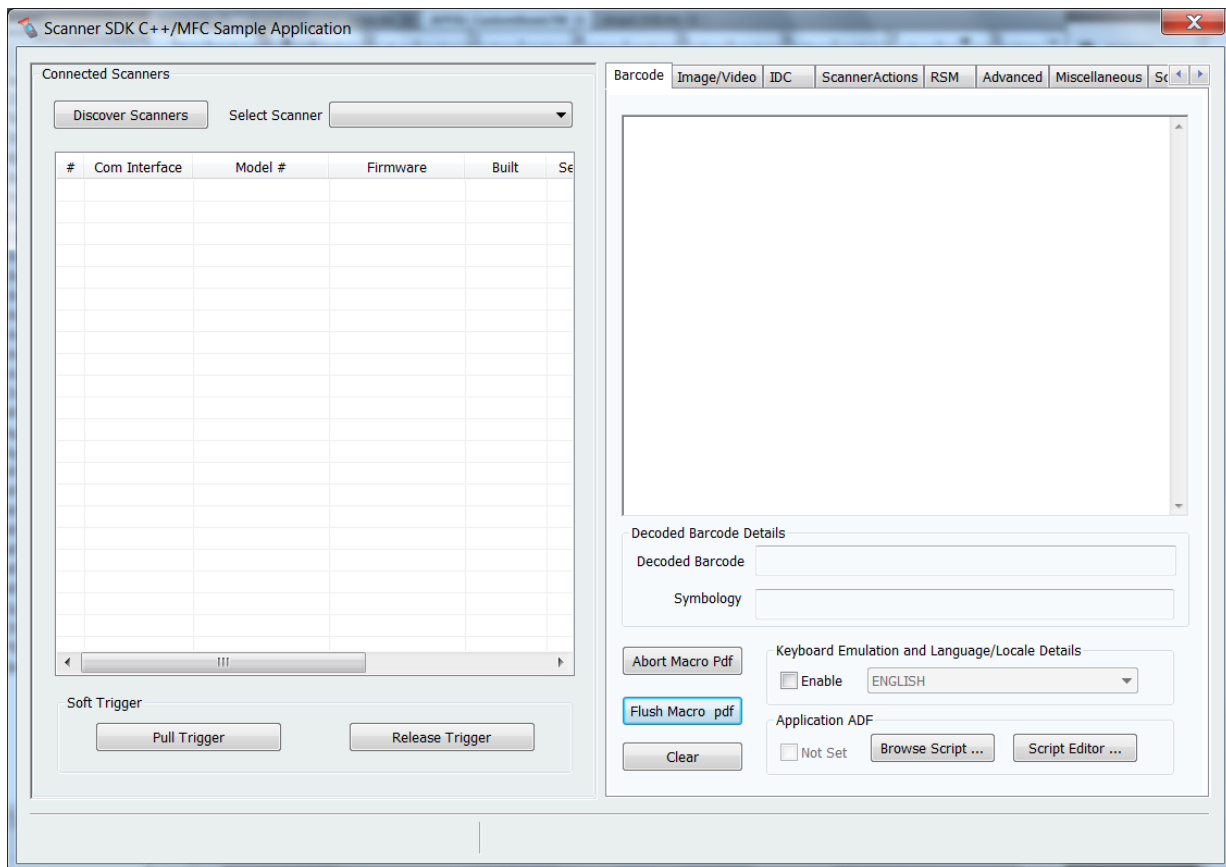 Scanner SDK C++/MFC Sample Application
Connected Scanners
Discover Scanners Select Scanner
# Com Interface Model # Firmware Built Se
Soft Trigger
Pull Trigger Release Trigger
Barcode Image/Video IDC ScannerActions RSM Advanced Miscellaneous Sc
Decoded Barcode Details
Decoded Barcode
Symbology
Abort Macro Pdf
Flush Macro pdf
Clear
Keyboard Emulation and Language/Locale Details
Enable ENGLISH
Application ADF
Not Set Browse Script ... Script Editor ...